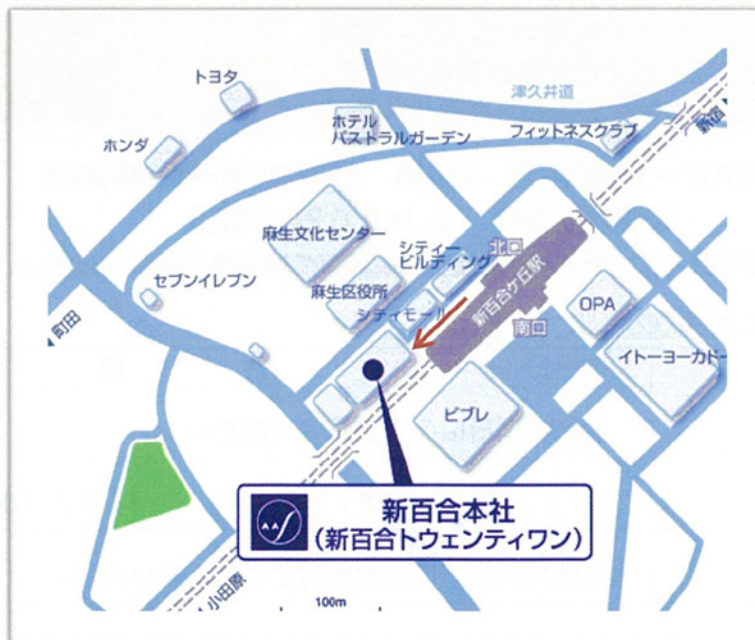 トヨタ
津久井道
ホンダ
ホテル
パストラルガーデン
フィットネスクラブ
新宿
麻生文化センター
シティー
ビルディング
北口
セブンイレブン
麻生区役所
シティモール
新百合ケ丘駅
南口
OPA
町田
イトーヨーカドー
ビブレ
新百合本社
(新百合トウェンティワン)
小田原
100m